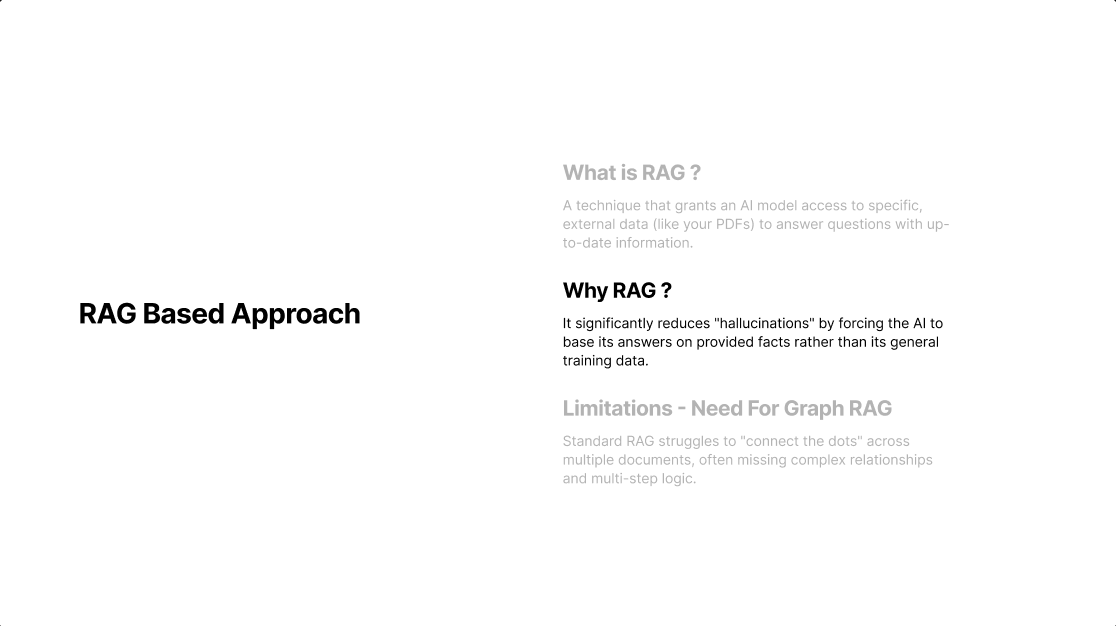 RAG Based Approach
What is RAG ?
A technique that grants an AI model access to specific,
external data (like your PDFs) to answer questions with up-
to-date information.
Why RAG ?
It significantly reduces "hallucinations" by forcing the AI to
base its answers on provided facts rather than its general
training data.
Limitations - Need For Graph RAG
Standard RAG struggles to "connect the dots" across
multiple documents, often missing complex relationships
and multi-step logic.